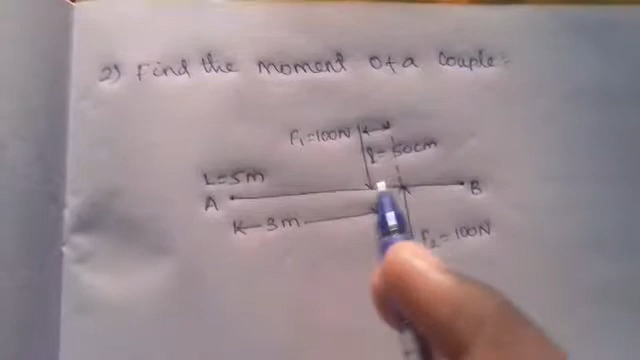 2) Find the moment of a couple:-
F₁=100N
l=50cm
L=5m
A
B
3m
F₂=100N